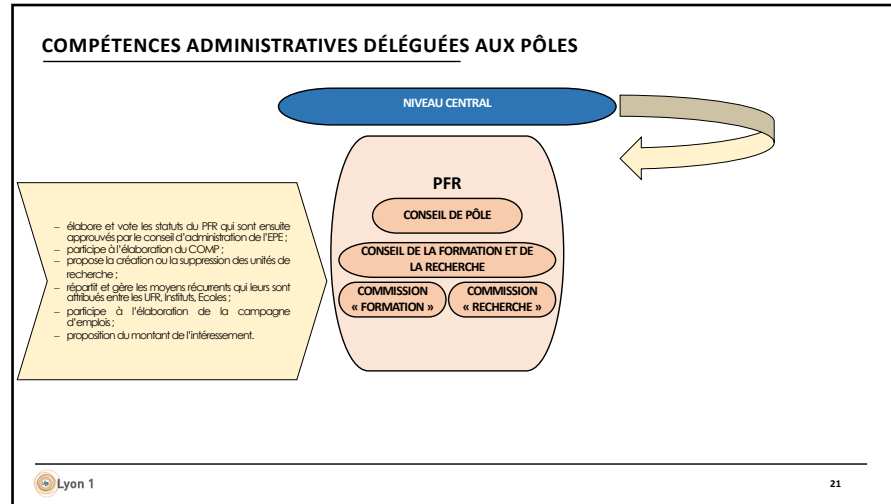 COMPÉTENCES ADMINISTRATIVES DÉLÉGUÉES AUX PÔLES
NIVEAU CENTRAL
PFR
CONSEIL DE PÔLE
CONSEIL DE LA FORMATION ET DE
LA RECHERCHE
COMMISSION
« FORMATION »
COMMISSION
« RECHERCHE »
– élabore et vote les statuts du PFR qui sont ensuite
approuvés par le conseil d'administration de l'EPE ;
– participe à l'élaboration du COMP ;
– propose la création ou la suppression des unités de
recherche ;
– répartit et gère les moyens récurrents qui leurs sont
attribués entre les UFR, Instituts, Ecoles ;
– participe à l'élaboration de la campagne
d'emplois ;
– proposition du montant de l'intéressement.
Lyon 1
21